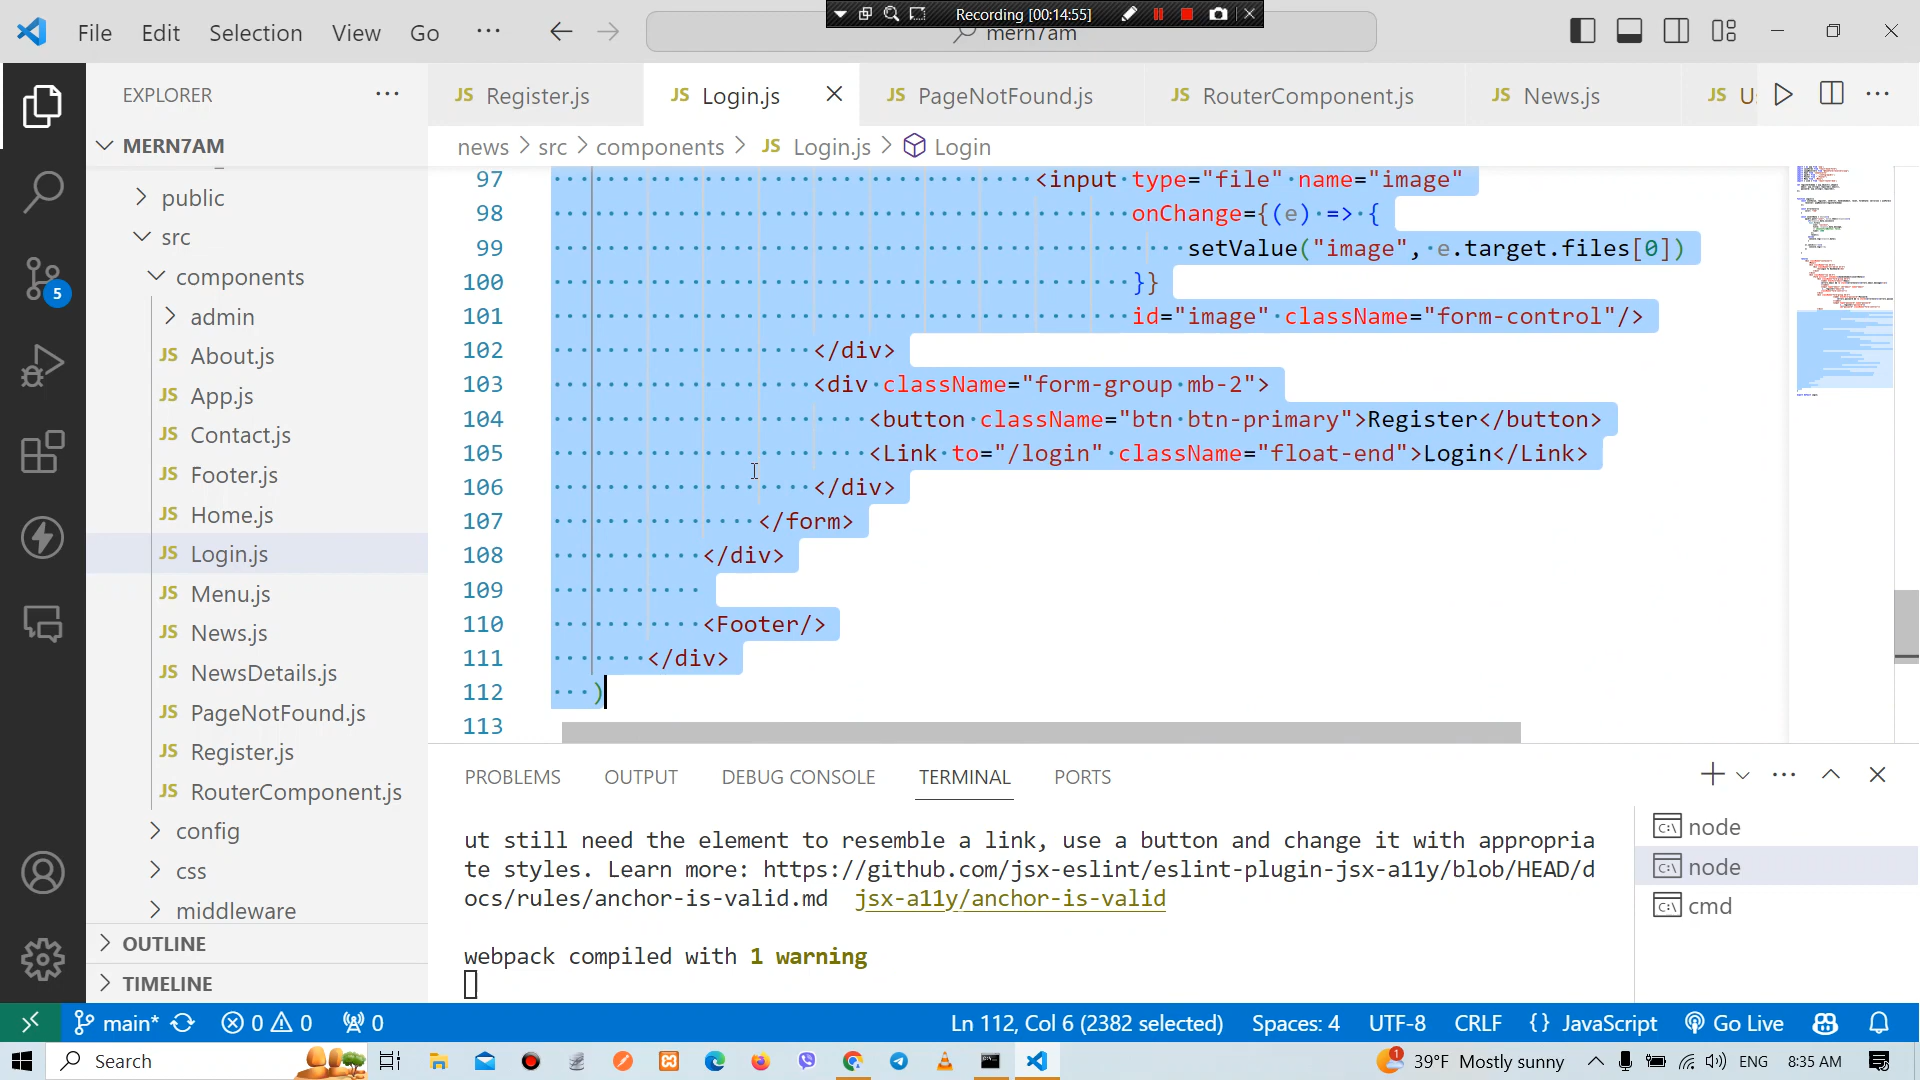 Recording [00:14:55]
File Edit Selection View Go ··· mern7am
EXPLORER
Register.js Login.js PageNotFound.js RouterComponent.js News.js
MERN7AM
news > src > components > JS Login.js > Login
public
src
components
admin
JS About.js
JS App.js
JS Contact.js
JS Footer.js
JS Home.js
JS Login.js
JS Menu.js
JS News.js
JS NewsDetails.js
JS PageNotFound.js
JS Register.js
JS RouterComponent.js
config
css
middleware
OUTLINE
TIMELINE
97 <input type="file" name="image"
98 onChange={(e) => {
99 setValue("image", e.target.files[0])
100 }}
101 id="image" className="form-control"/>
102 </div>
103 <div className="form-group mb-2">
104 <button className="btn btn-primary">Register</button>
105 <Link to="/login" className="float-end">Login</Link>
106 </div>
107 </form>
108 </div>
109
110 <Footer/>
111 </div>
112 )
113
PROBLEMS OUTPUT DEBUG CONSOLE TERMINAL PORTS
ut still need the element to resemble a link, use a button and change it with appropria
te styles. Learn more: https://github.com/jsx-eslint/eslint-plugin-jsx-a11y/blob/HEAD/d
ocs/rules/anchor-is-valid.md jsx-a11y/anchor-is-valid
webpack compiled with 1 warning
node
node
cmd
5
main* 0 0 0 Ln 112, Col 6 (2382 selected) Spaces: 4 UTF-8 CRLF {} JavaScript Go Live
Search 1 39°F Mostly sunny ENG 8:35 AM